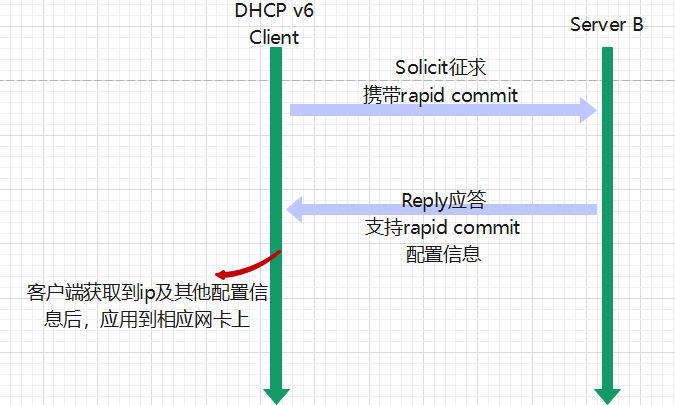 DHCP v6
Client
Server B
Solicit征求
携带rapid commit
Reply应答
支持rapid commit
配置信息
客户端获取到ip及其他配置信
息后，应用到相应网卡上